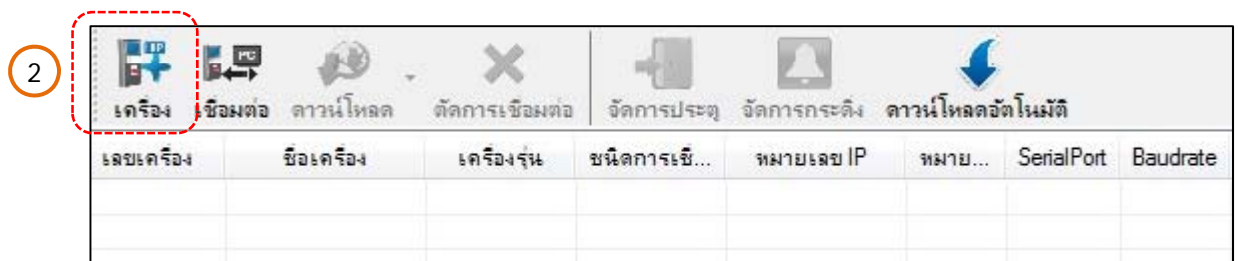 2
IP PC
เครื่อง เชื่อมต่อ ดาวน์โหลด ตัดการเชื่อมต่อ จัดการประตู จัดการกระดิ่ง ดาวน์โหลดอัตโนมัติ
เลขเครื่อง ชื่อเครื่อง เครื่องรุ่น ชนิดการเชื่... หมายเลข IP หมาย... SerialPort Baudrate